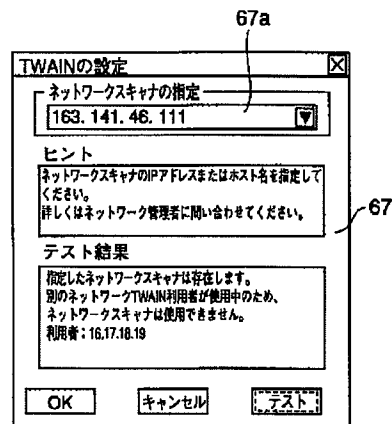 67a
TWAINの設定
ネットワークスキャナの指定
163. 141. 46. 111
ヒント
ネットワークスキャナのIPアドレスまたはホスト名を指定して
ください。
詳しくはネットワーク管理者に問い合わせてください。
67
テスト結果
指定したネットワークスキャナは存在します。
別のネットワークTWAIN利用者が使用中のため、
ネットワークスキャナは使用できません。
利用者：16,17.18.19
OK キャンセル テスト